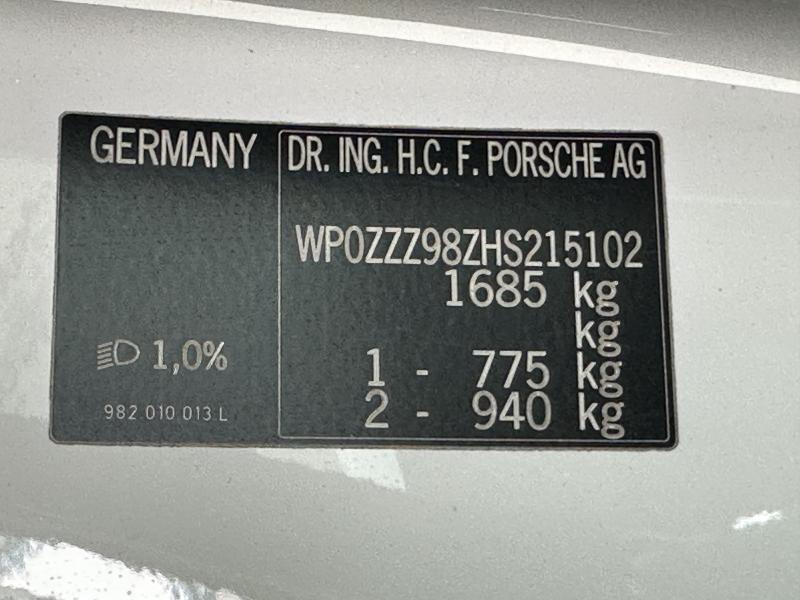 GERMANY
DR. ING. H.C. F. PORSCHE AG
WP0ZZZ98ZHS215102
1685 kg
kg
1 - 775 kg
2 - 940 kg
1,0%
982 010 013 L